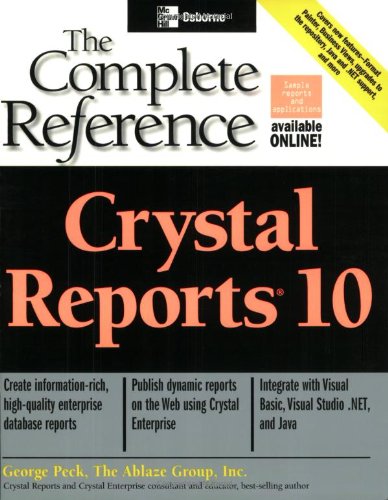 Mc
Graw
Hill
Osborne
The
Complete
Reference
Covers new features—Format
Painter, Business Views, upgrades to
the repository, Java and .NET support,
and more
Sample
reports and
applications
available
ONLINE!
Crystal
Reports® 10
Create information-rich,
high-quality enterprise
database reports
Publish dynamic reports
on the Web using Crystal
Enterprise
Integrate with Visual
Basic, Visual Studio .NET,
and Java
George Peck, The Ablaze Group, Inc.
Crystal Reports and Crystal Enterprise consultant and educator, best-selling author